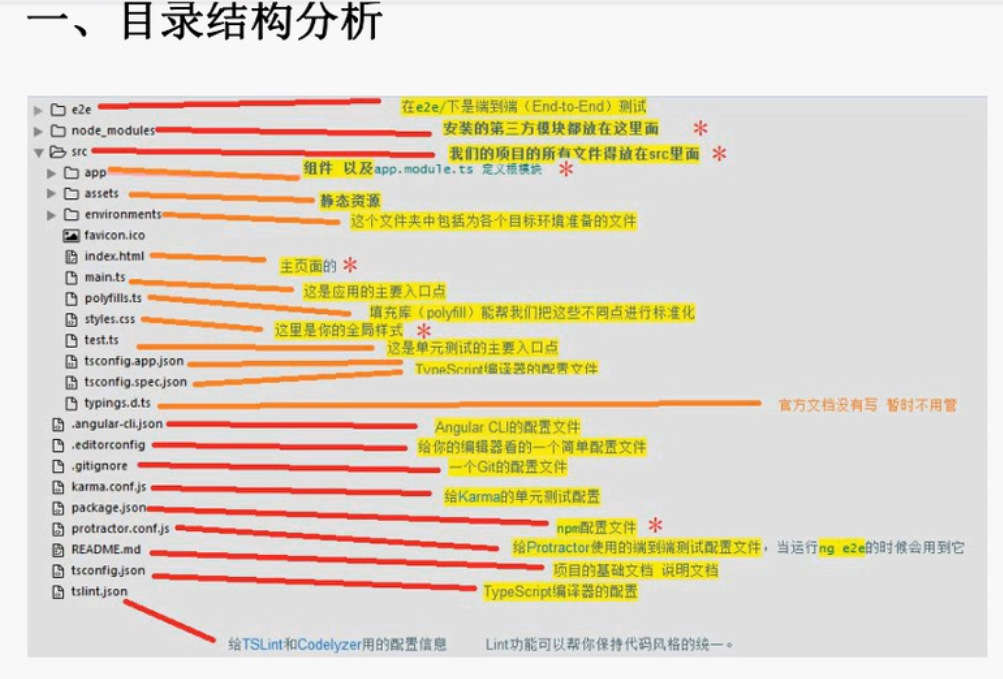 一、目录结构分析
e2e 在e2e/下是端到端（End-to-End）测试
node_modules 安装的第三方模块都放在这里面 *
src 我们的项目的所有文件得放在src里面 *
app 组件 以及app.module.ts 定义根模块 *
assets 静态资源
environments 这个文件夹中包括为各个目标环境准备的文件
favicon.ico
index.html 主页面的 *
main.ts 这是应用的主要入口点
polyfills.ts 填充库（polyfill）能帮我们把这些不同点进行标准化
styles.css 这里是你的全局样式 *
test.ts 这是单元测试的主要入口点
tsconfig.app.json TypeScript编译器的配置文件
tsconfig.spec.json
typings.d.ts 官方文档没有写 暂时不用管
.angular-cli.json Angular CLI的配置文件
.editorconfig 给你的编辑器看的一个简单配置文件
.gitignore 一个Git的配置文件
karma.conf.js 给Karma的单元测试配置
package.json npm配置文件 *
protractor.conf.js 给Protractor使用的端到端测试配置文件，当运行ng e2e的时候会用到它
README.md 项目的基础文档 说明文档
tsconfig.json TypeScript编译器的配置
tslint.json
给TSLint和Codelyzer用的配置信息 Lint功能可以帮你保持代码风格的统一。